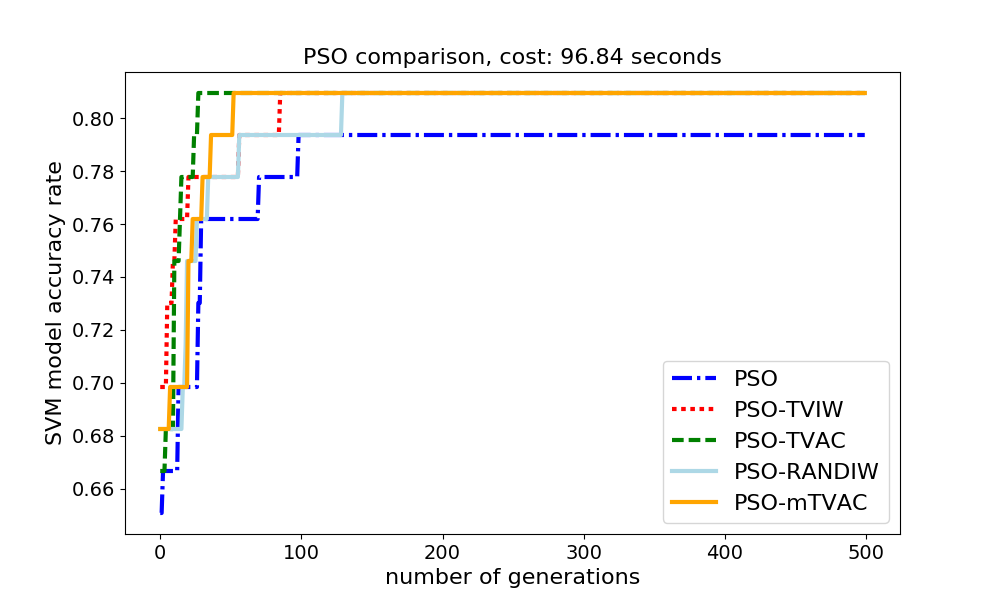 PSO comparison, cost: 96.84 seconds
SVM model accuracy rate
0.80
0.78
0.76
0.74
0.72
0.70
0.68
0.66
0 100 200 300 400 500
number of generations
PSO
PSO-TVIW
PSO-TVAC
PSO-RANDIW
PSO-mTVAC